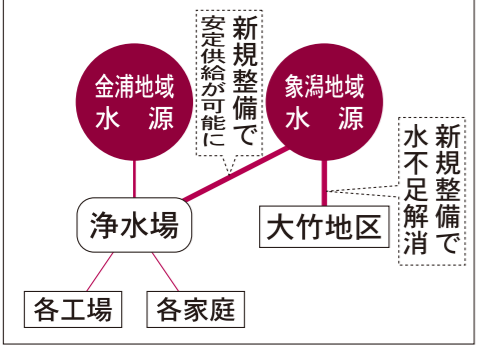 金浦地域
水　源
新規整備で
安定供給が可能に
象潟地域
水　源
新規整備で
水不足解消
浄水場
大竹地区
各工場
各家庭